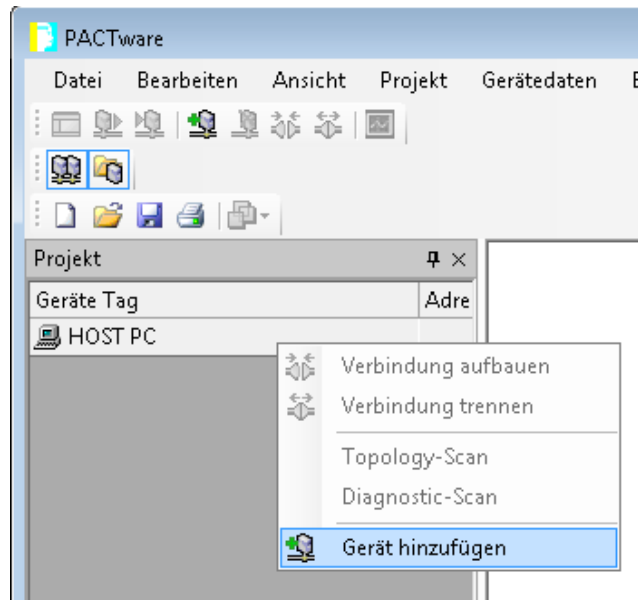 PACTware
Datei Bearbeiten Ansicht Projekt Gerätedaten
Projekt
Geräte Tag Adre
HOST PC
Verbindung aufbauen
Verbindung trennen
Topology-Scan
Diagnostic-Scan
Gerät hinzufügen